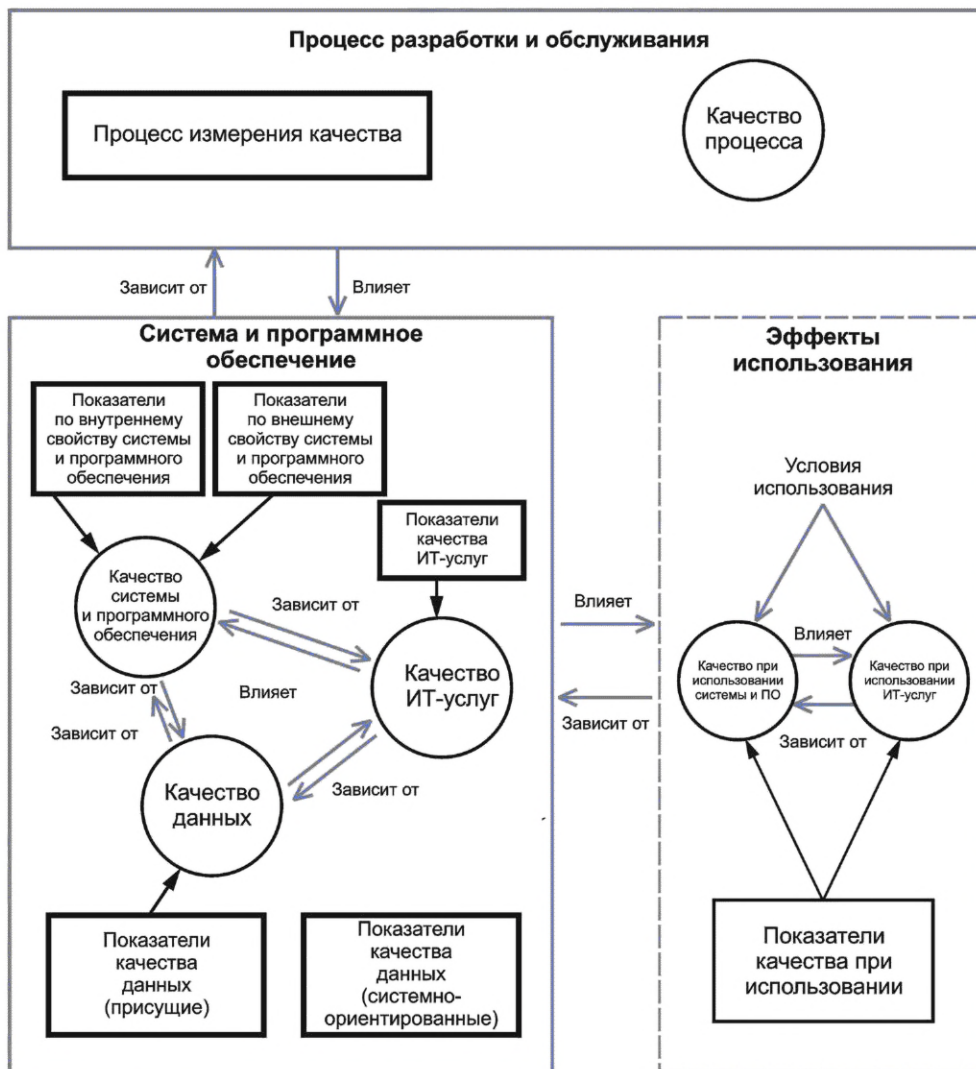 Процесс разработки и обслуживания
Процесс измерения качества
Качество
процесса
Зависит от
Влияет
Система и программное
обеспечение
Показатели
по внутреннему
свойству системы
и программного
обеспечения
Показатели
по внешнему
свойству системы
и программного
обеспечения
Показатели
качества
ИТ-услуг
Качество
системы
и программного
обеспечения
Зависит от
Качество
ИТ-услуг
Зависит от
Влияет
Зависит от
Качество
данных
Зависит от
Показатели
качества
данных
(присущие)
Показатели
качества
данных
(системно-
ориентированные)
Влияет
Зависит от
Эффекты
использования
Условия
использования
Влияет
Качество при
использовании
системы и ПО
Качество при
использовании
ИТ-услуг
Зависит от
Показатели
качества при
использовании